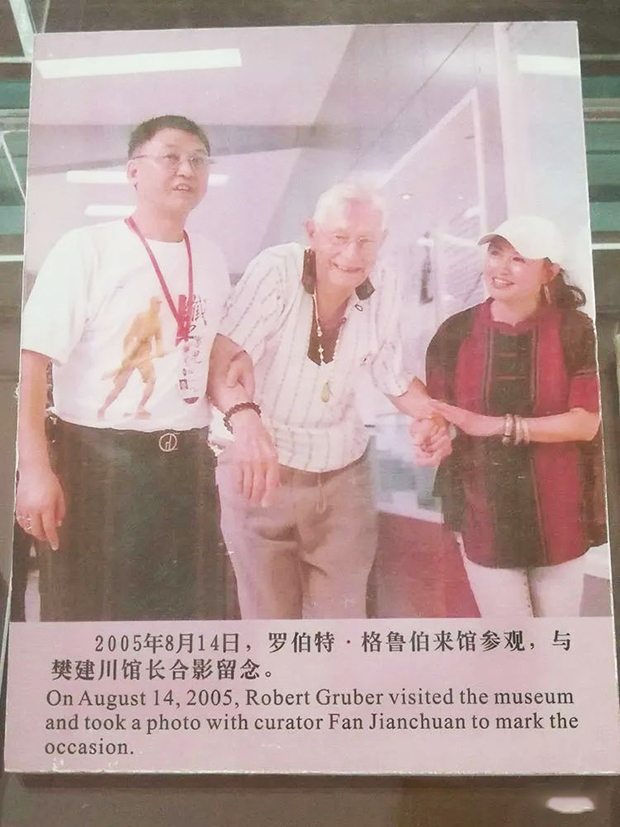 2005年8月14日，罗伯特·格鲁伯来馆参观，与
樊建川馆长合影留念。
On August 14, 2005, Robert Gruber visited the museum
and took a photo with curator Fan Jianchuan to mark the
occasion.